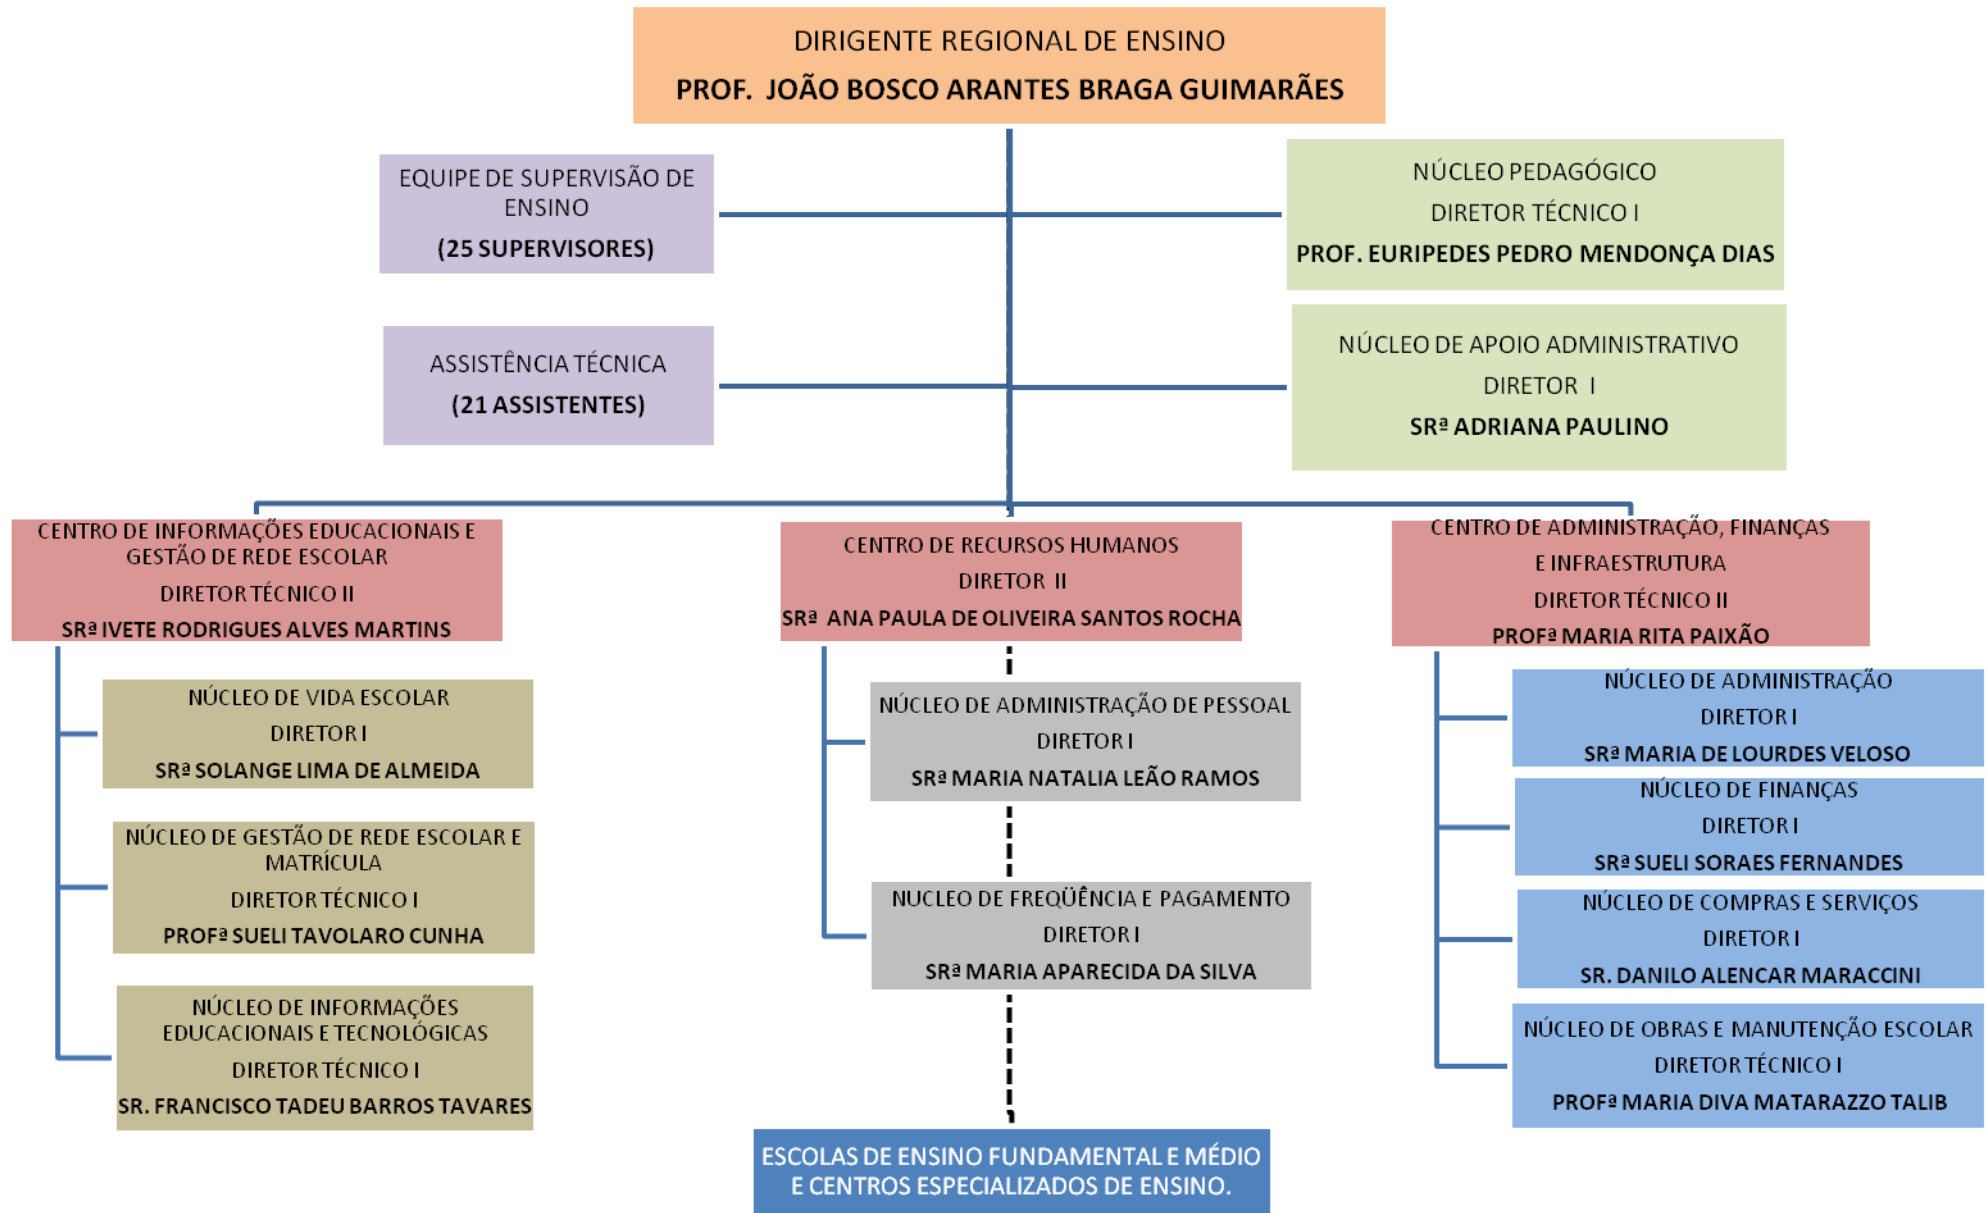 DIRIGENTE REGIONAL DE ENSINO
PROF. JOÃO BOSCO ARANTES BRAGA GUIMARÃES
EQUIPE DE SUPERVISÃO DE
ENSINO
(25 SUPERVISORES)
NÚCLEO PEDAGÓGICO
DIRETOR TÉCNICO I
PROF. EURIPEDES PEDRO MENDONÇA DIAS
ASSISTÊNCIA TÉCNICA
(21 ASSISTENTES)
NÚCLEO DE APOIO ADMINISTRATIVO
DIRETOR I
SRª ADRIANA PAULINO
CENTRO DE INFORMAÇÕES EDUCACIONAIS E
GESTÃO DE REDE ESCOLAR
DIRETOR TÉCNICO II
SRª IVETE RODRIGUES ALVES MARTINS
NÚCLEO DE VIDA ESCOLAR
DIRETOR I
SRª SOLANGE LIMA DE ALMEIDA
NÚCLEO DE GESTÃO DE REDE ESCOLAR E
MATRÍCULA
DIRETOR TÉCNICO I
PROFª SUELI TAVOLARO CUNHA
NÚCLEO DE INFORMAÇÕES
EDUCACIONAIS E TECNOLÓGICAS
DIRETOR TÉCNICO I
SR. FRANCISCO TADEU BARROS TAVARES
CENTRO DE RECURSOS HUMANOS
DIRETOR II
SRª ANA PAULA DE OLIVEIRA SANTOS ROCHA
NÚCLEO DE ADMINISTRAÇÃO DE PESSOAL
DIRETOR I
SRª MARIA NATALIA LEÃO RAMOS
NUCLEO DE FREQÜÊNCIA E PAGAMENTO
DIRETOR I
SRª MARIA APARECIDA DA SILVA
CENTRO DE ADMINISTRAÇÃO, FINANÇAS
E INFRAESTRUTURA
DIRETOR TÉCNICO II
PROFª MARIA RITA PAIXÃO
NÚCLEO DE ADMINISTRAÇÃO
DIRETOR I
SRª MARIA DE LOURDES VELOSO
NÚCLEO DE FINANÇAS
DIRETOR I
SRª SUELI SORAES FERNANDES
NÚCLEO DE COMPRAS E SERVIÇOS
DIRETOR I
SR. DANILO ALENCAR MARACCINI
NÚCLEO DE OBRAS E MANUTENÇÃO ESCOLAR
DIRETOR TÉCNICO I
PROFª MARIA DIVA MATARAZZO TALIB
ESCOLAS DE ENSINO FUNDAMENTAL E MÉDIO
E CENTROS ESPECIALIZADOS DE ENSINO.